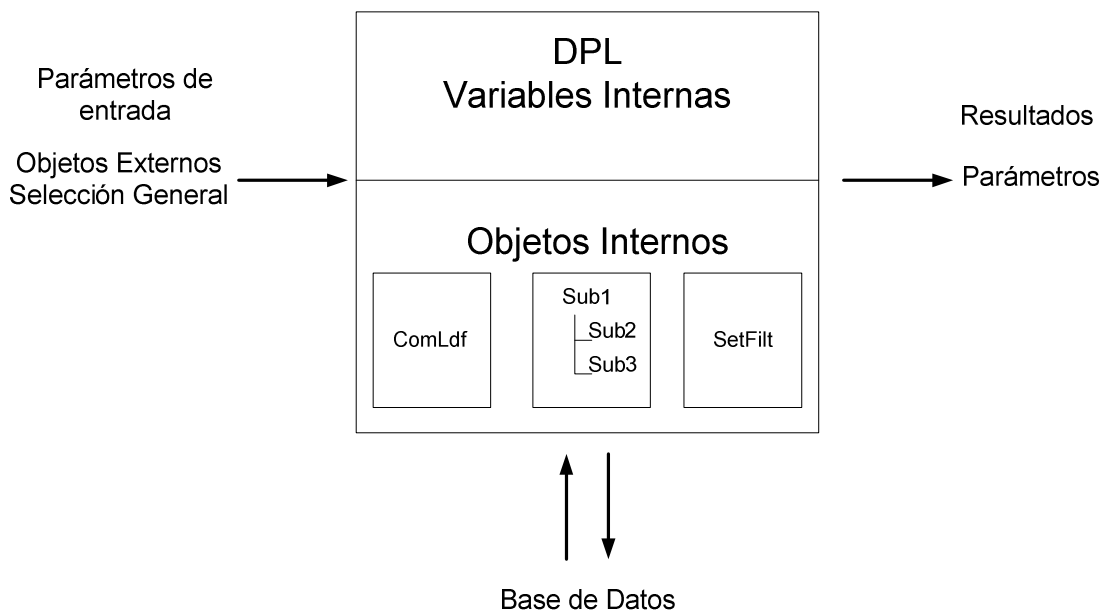 DPL
Variables Internas
Parámetros de
entrada
Objetos Externos
Selección General
Resultados
Parámetros
Objetos Internos
ComLdf
Sub1
Sub2
Sub3
SetFilt
Base de Datos